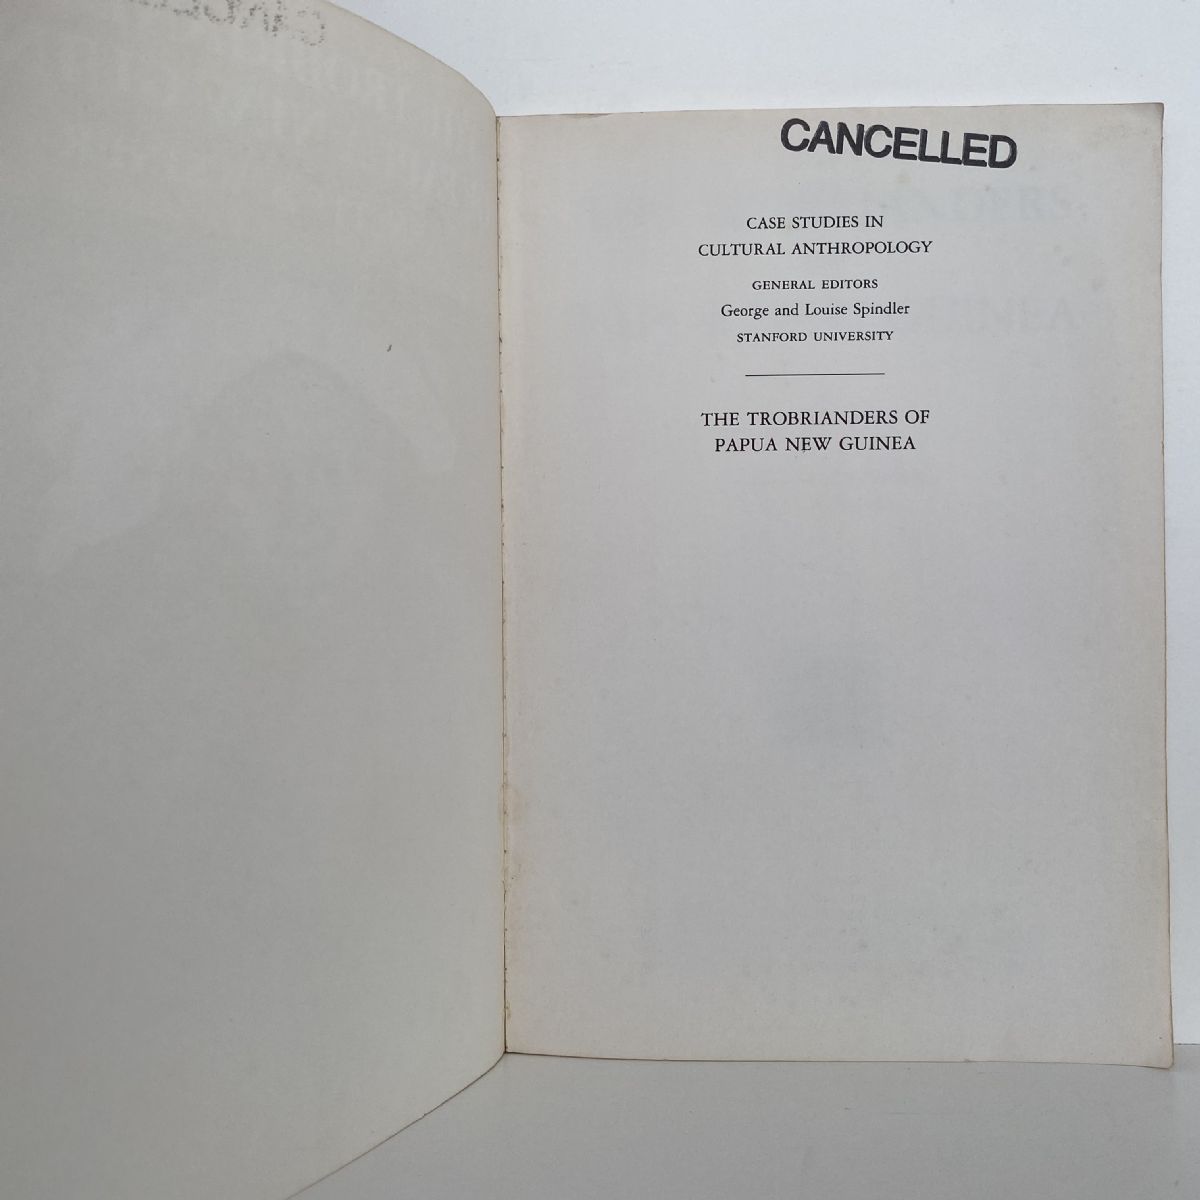 CANCELLED
CASE STUDIES IN
CULTURAL ANTHROPOLOGY
GENERAL EDITORS
George and Louise Spindler
STANFORD UNIVERSITY
THE TROBRIANDERS OF
PAPUA NEW GUINEA